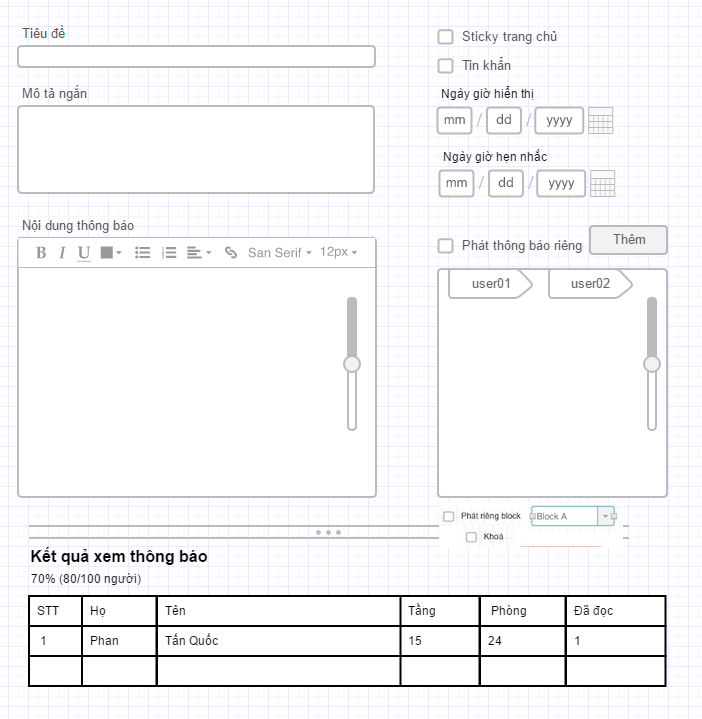 Tiêu đề
Mô tả ngắn
Nội dung thông báo
B I U San Serif 12px
Sticky trang chủ
Tin khẩn
Ngày giờ hiển thị
mm / dd / yyyy
Ngày giờ hẹn nhắc
mm / dd / yyyy
Phát thông báo riêng Thêm
user01 user02
Phát riêng block Block A
Khoá
Kết quả xem thông báo
70% (80/100 người)
STT Họ Tên Tầng Phòng Đã đọc
1 Phan Tấn Quốc 15 24 1